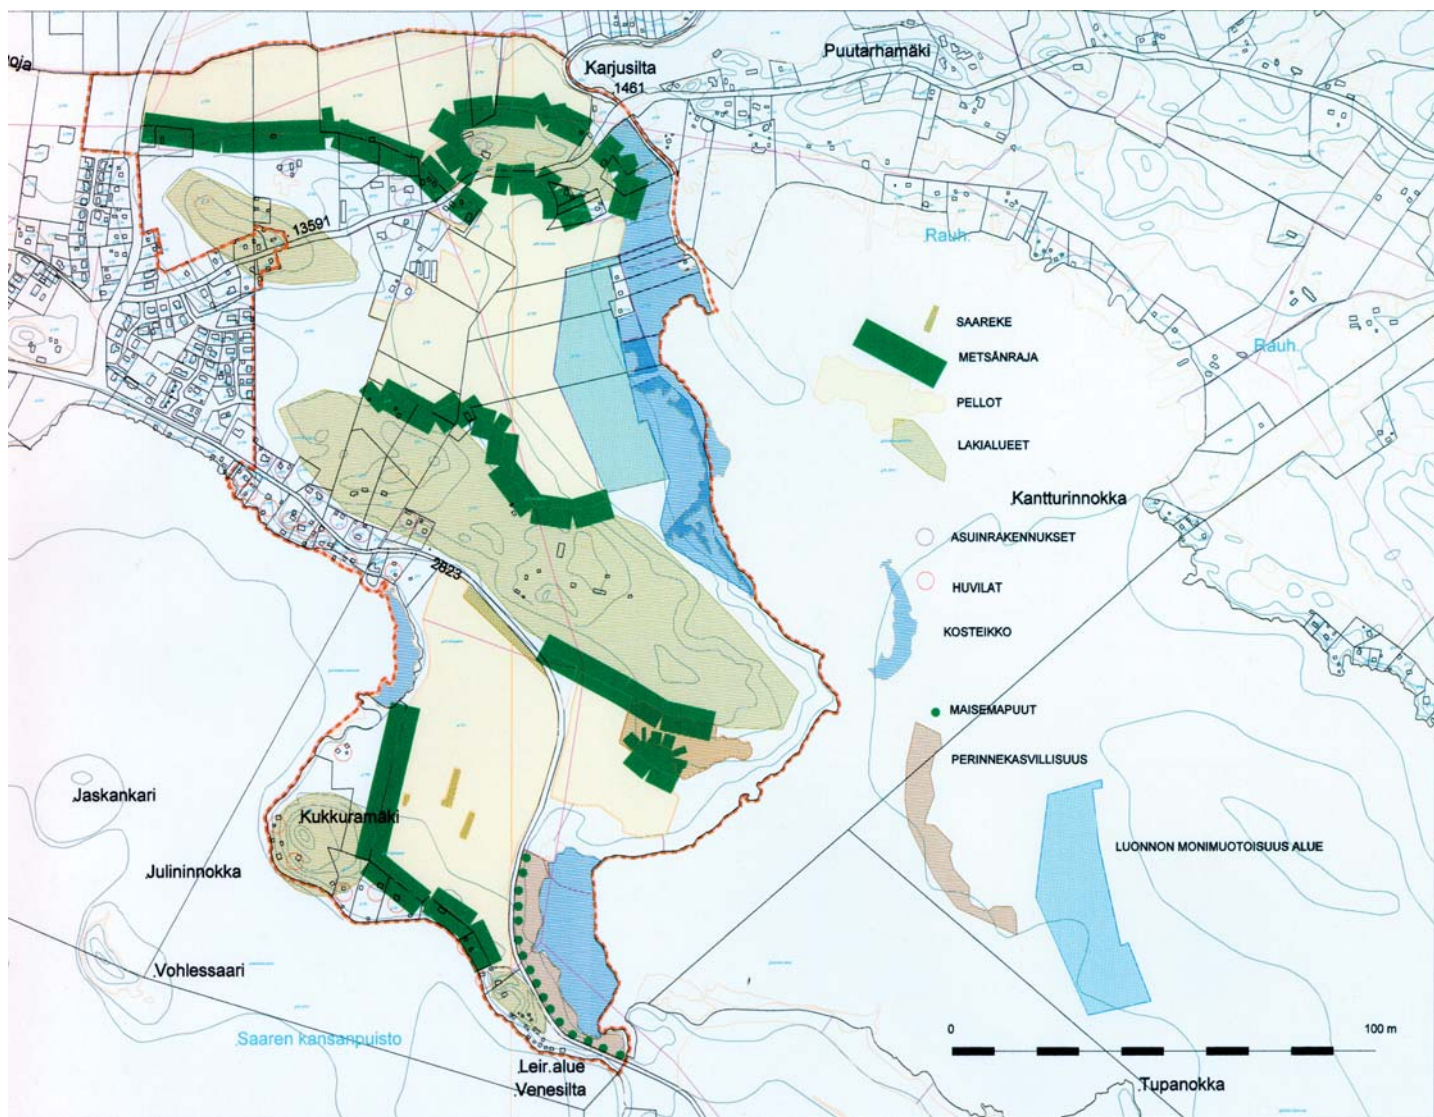 oja
Karjusilta
1461
Puutarhamäki
13591
Rauh.
Rauh.
SAAREKE
METSÄNRAJA
PELLOT
LAKIALUEET
Kantturinnokka
ASUINRAKENNUKSET
2823
HUVILAT
KOSTEIKKO
MAISEMAPUUT
PERINNEKASVILLISUUS
Jaskankari
Kukkuramäki
LUONNON MONIMUOTOISUUS ALUE
Julininnokka
Vohlessaari
Saaren kansanpuisto
0 100 m
Leir.alue
Venesilta
Tupanokka